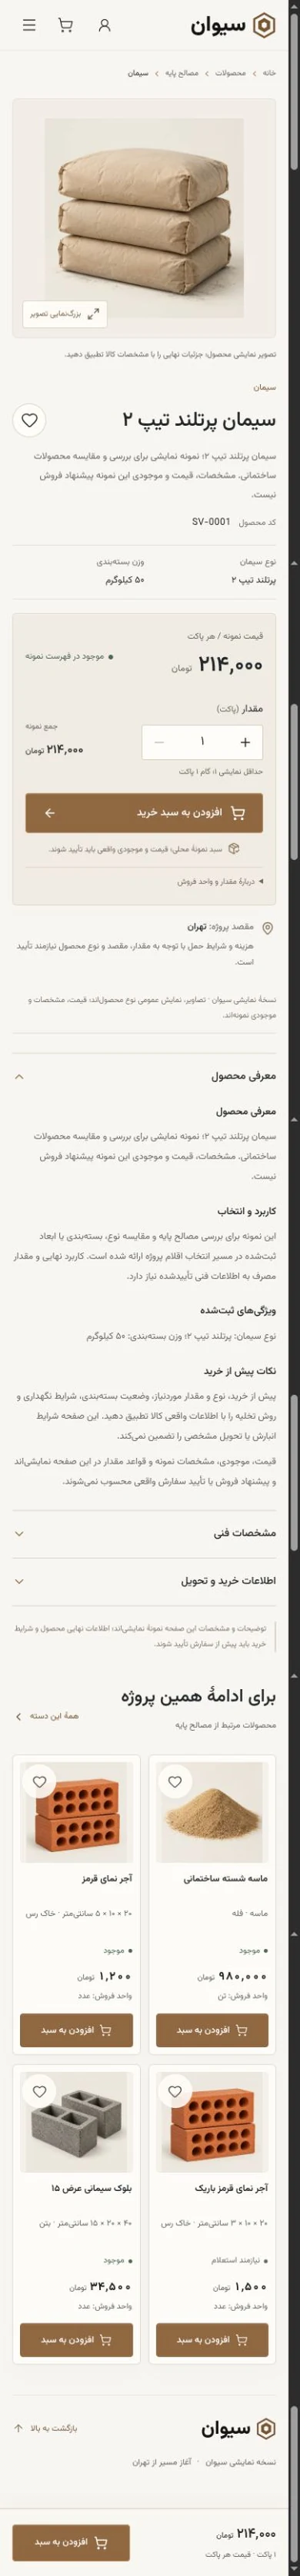 سیوان
خانه › محصولات › مصالح پایه › سیمان
بزرگ‌نمایی تصویر
تصویر نمایشی محصول؛ جزئیات نهایی را با مشخصات کالا تطبیق دهید.
سیمان
سیمان پرتلند تیپ ۲
سیمان پرتلند تیپ ۲؛ نمونه نمایشی برای بررسی و مقایسه محصولات
ساختمانی. مشخصات، قیمت و موجودی این نمونه پیشنهاد فروش
نیست.
کد محصول SV-0001
نوع سیمان
پرتلند تیپ ۲
وزن بسته‌بندی
۵۰ کیلوگرم
قیمت نمونه / هر پاکت
۲۱۴,۰۰۰ تومان
موجود در فهرست نمونه
مقدار (پاکت)
جمع نمونه
+ ۱ −
۲۱۴,۰۰۰ تومان
حداقل نمایشی ۱؛ گام ۱ پاکت
افزودن به سبد خرید
سبد نمونهٔ محلی؛ قیمت و موجودی واقعی باید تأیید شوند.
دربارهٔ مقدار و واحد فروش
مقصد پروژه: تهران
هزینه و شرایط حمل با توجه به مقدار، مقصد و نوع محصول نیازمند تأیید
است.
نسخهٔ نمایشی سیوان · تصاویر، نمایش عمومی نوع محصول‌اند؛ قیمت، مشخصات و
موجودی نمونه‌اند.
معرفی محصول
معرفی محصول
سیمان پرتلند تیپ ۲؛ نمونه نمایشی برای بررسی و مقایسه محصولات
ساختمانی. مشخصات، قیمت و موجودی این نمونه پیشنهاد فروش
نیست.
کاربرد و انتخاب
این نمونه برای بررسی مصالح پایه و مقایسه نوع، بسته‌بندی یا ابعاد
ثبت‌شده در مسیر انتخاب اقلام پروژه ارائه شده است. کاربرد نهایی و مقدار
مصرف به اطلاعات فنی تأییدشده نیاز دارد.
ویژگی‌های ثبت‌شده
نوع سیمان: پرتلند تیپ ۲؛ وزن بسته‌بندی: ۵۰ کیلوگرم
نکات پیش از خرید
پیش از خرید، نوع و مقدار موردنیاز، وضعیت بسته‌بندی، شرایط نگهداری و
روش تخلیه را با اطلاعات واقعی کالا تطبیق دهید. این صفحه شرایط
انبارش یا تحویل مشخصی را تضمین نمی‌کند.
قیمت، موجودی، مشخصات نمونه و قواعد مقدار در این صفحه نمایشی‌اند
و پیشنهاد فروش یا تأیید سفارش واقعی محسوب نمی‌شوند.
مشخصات فنی
اطلاعات خرید و تحویل
توضیحات و مشخصات این صفحه نمونهٔ نمایشی‌اند؛ اطلاعات نهایی محصول و شرایط
خرید باید پیش از سفارش تأیید شوند.
برای ادامهٔ همین پروژه
محصولات مرتبط از مصالح پایه
همهٔ این دسته
ماسه شسته ساختمانی
ماسه · فله
موجود
۹۸۰,۰۰۰ تومان
واحد فروش: تن
افزودن به سبد
آجر نمای قرمز
۲۰ × ۱۰ × ۵ سانتی‌متر · خاک رس
موجود
۱,۲۰۰ تومان
واحد فروش: عدد
افزودن به سبد
آجر نمای قرمز باریک
۲۰ × ۱۰ × ۳ سانتی‌متر · خاک رس
نیازمند استعلام
۱,۵۰۰ تومان
واحد فروش: عدد
افزودن به سبد
بلوک سیمانی عرض ۱۵
۴۰ × ۲۰ × ۱۵ سانتی‌متر · بتن
موجود
۳۴,۵۰۰ تومان
واحد فروش: عدد
افزودن به سبد
سیوان
بازگشت به بالا
نسخه نمایشی سیوان · آغاز مسیر از تهران
۲۱۴,۰۰۰ تومان
۱ پاکت · قیمت هر پاکت
افزودن به سبد